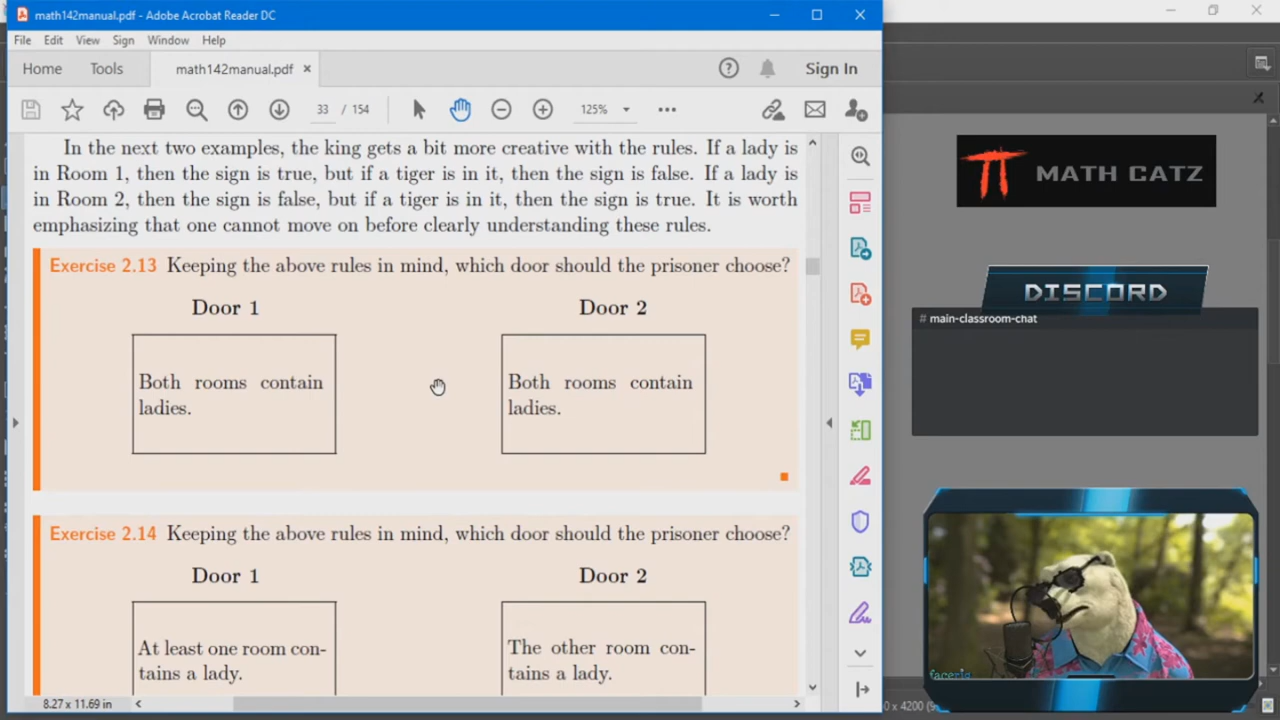 math142manual.pdf - Adobe Acrobat Reader DC
File Edit View Sign Window Help
Home Tools math142manual.pdf × Sign In
33 / 154 125%
In the next two examples, the king gets a bit more creative with the rules. If a lady is
in Room 1, then the sign is true, but if a tiger is in it, then the sign is false. If a lady is
in Room 2, then the sign is false, but if a tiger is in it, then the sign is true. It is worth
emphasizing that one cannot move on before clearly understanding these rules.
Exercise 2.13 Keeping the above rules in mind, which door should the prisoner choose?
Door 1
Both rooms contain
ladies.
Door 2
Both rooms contain
ladies.
Exercise 2.14 Keeping the above rules in mind, which door should the prisoner choose?
Door 1
At least one room con-
tains a lady.
Door 2
The other room con-
tains a lady.
8.27 x 11.69 in
MATH CATZ
DISCORD
# main-classroom-chat
facerig